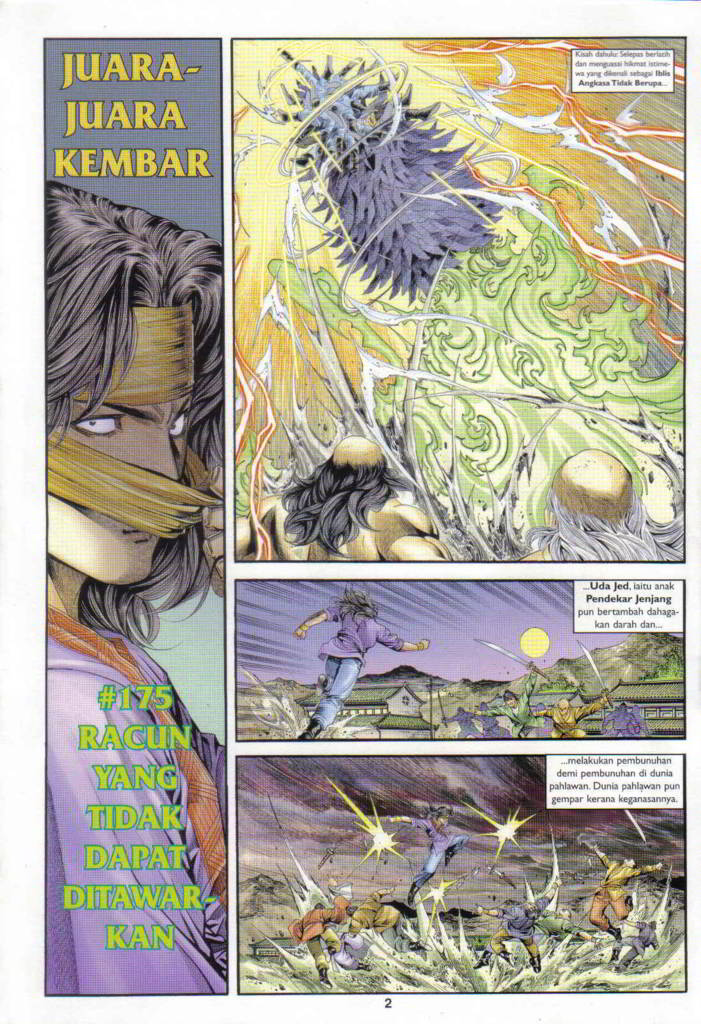 JUARA-
JUARA
KEMBAR
#175
RACUN
YANG
TIDAK
DAPAT
DITAWAR-
KAN
Kisah dahulu: Selepas berlatih
dan menguasai hikmat istime-
wa yang dikenali sebagai Iblis
Angkasa Tidak Berupa...
...Uda Jed, iaitu anak
Pendekar Jenjang
pun bertambah dahaga-
kan darah dan...
...melakukan pembunuhan
demi pembunuhan di dunia
pahlawan. Dunia pahlawan pun
gempar kerana keganasannya.
2